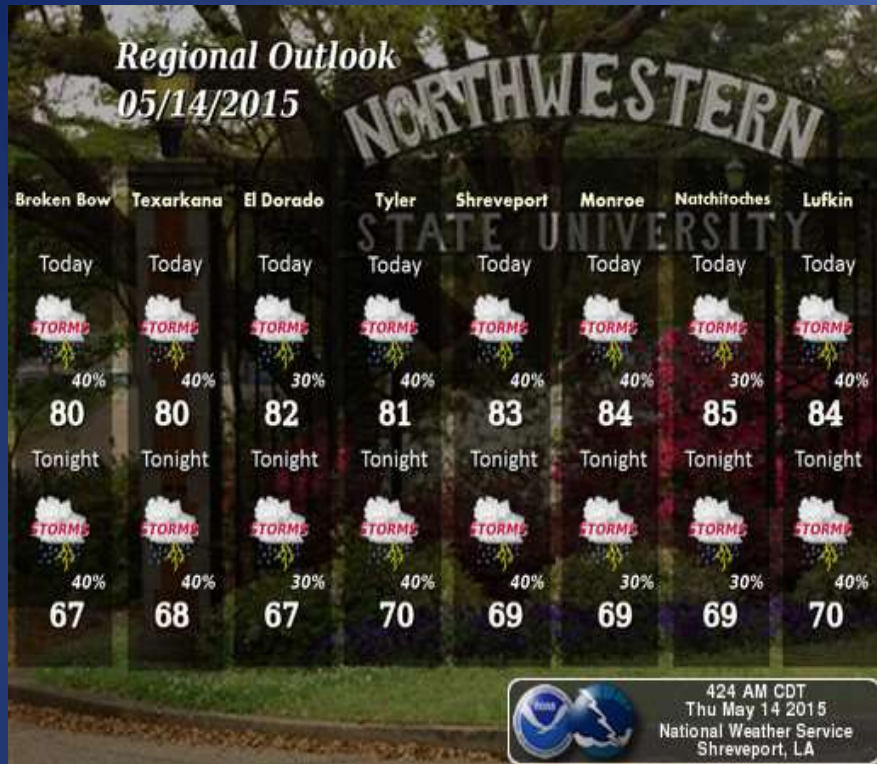 Regional Outlook
05/14/2015
NORTHWESTERN
STATE UNIVERSITY
Broken Bow Texarkana El Dorado Tyler Shreveport Monroe Natchitoches Lufkin
Today Today Today Today Today Today Today Today
STORMS STORMS STORMS STORMS STORMS STORMS STORMS STORMS
40% 40% 30% 40% 40% 40% 30% 40%
80 80 82 81 83 84 85 84
Tonight Tonight Tonight Tonight Tonight Tonight Tonight Tonight
STORMS STORMS STORMS STORMS STORMS STORMS STORMS STORMS
40% 40% 30% 40% 40% 30% 30% 40%
67 68 67 70 69 69 69 70
NOAA
424 AM CDT
Thu May 14 2015
National Weather Service
Shreveport, LA